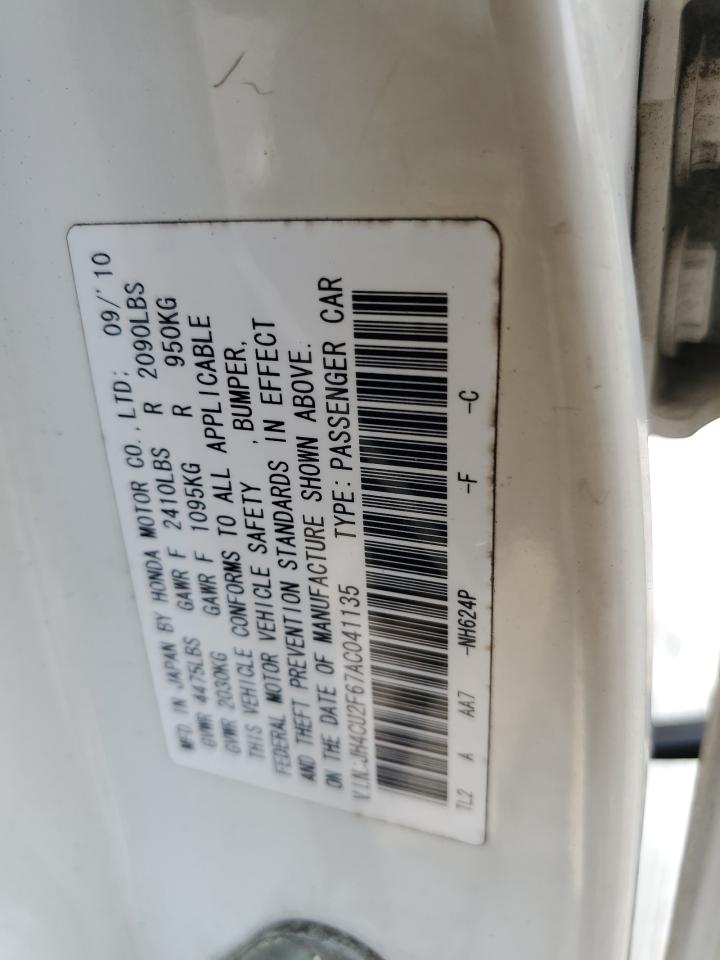 MFD IN JAPAN BY HONDA MOTOR CO.,LTD; 09/'10
GVWR 4475LBS GAWR F 2410LBS R 2090LBS
GVWR 2030KG GAWR F 1095KG R 950KG
THIS VEHICLE CONFORMS TO ALL APPLICABLE
FEDERAL MOTOR VEHICLE SAFETY ,BUMPER,
AND THEFT PREVENTION STANDARDS IN EFFECT
ON THE DATE OF MANUFACTURE SHOWN ABOVE.
V.I.N.:JH4CU2F67AC041135 TYPE:PASSENGER CAR
TL2 A AA7 -NH624P -F -C